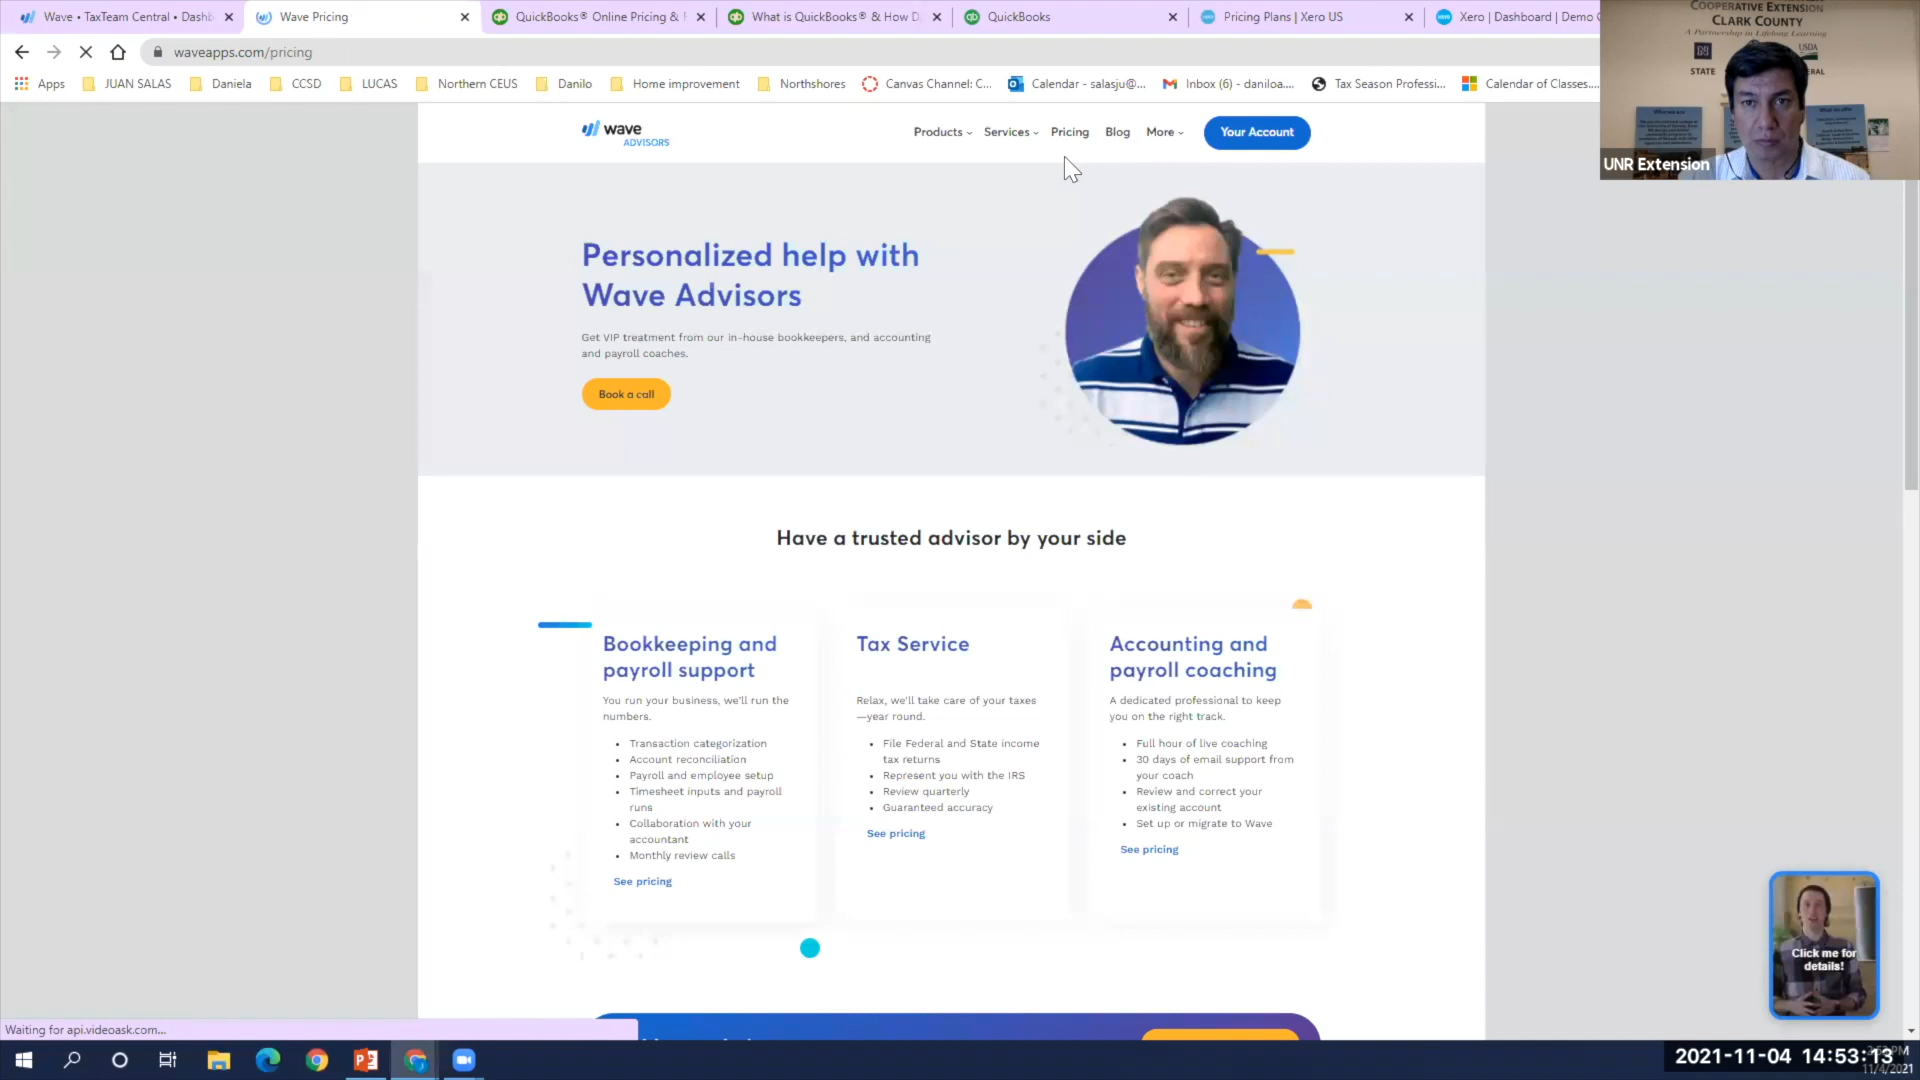 Wave • TaxTeam Central • Dashb
Wave Pricing
QuickBooks® Online Pricing &
What is QuickBooks® & How D
QuickBooks
Pricing Plans | Xero US
Xero | Dashboard | Demo C
waveapps.com/pricing
Apps
JUAN SALAS
Daniela
CCSD
LUCAS
Northern CEUS
Danilo
Home improvement
Northshores
Canvas Channel: C...
Calendar - salasju@...
Inbox (6) - daniloa....
Tax Season Professi...
Calendar of Classes....
COOPERATIVE EXTENSION
CLARK COUNTY
A Partnership in Lifelong Learning
USDA
STATE
UNR Extension
wave
ADVISORS
Products
Services
Pricing
Blog
More
Your Account
Personalized help with
Wave Advisors
Get VIP treatment from our in-house bookkeepers, and accounting
and payroll coaches.
Book a call
Have a trusted advisor by your side
Bookkeeping and
payroll support
You run your business, we'll run the
numbers.
• Transaction categorization
• Account reconciliation
• Payroll and employee setup
• Timesheet inputs and payroll
runs
• Collaboration with your
accountant
• Monthly review calls
See pricing
Tax Service
Relax, we'll take care of your taxes
—year round.
• File Federal and State income
tax returns
• Represent you with the IRS
• Review quarterly
• Guaranteed accuracy
See pricing
Accounting and
payroll coaching
A dedicated professional to keep
you on the right track.
• Full hour of live coaching
• 30 days of email support from
your coach
• Review and correct your
existing account
• Set up or migrate to Wave
See pricing
Click me for
details!
Waiting for api.videoask.com...
2021-11-04 14:53:13
11/4/2021